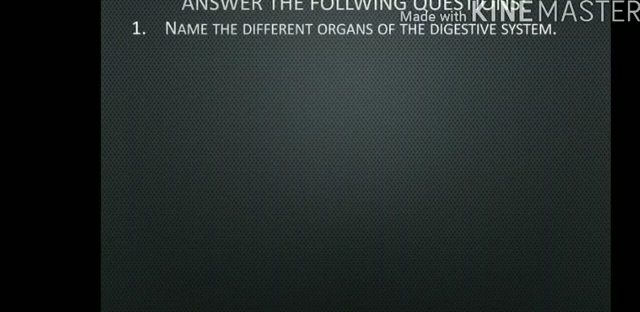 ANSWER THE FOLLWING QUESTIONS:
Made with KINEMASTER
1. NAME THE DIFFERENT ORGANS OF THE DIGESTIVE SYSTEM.